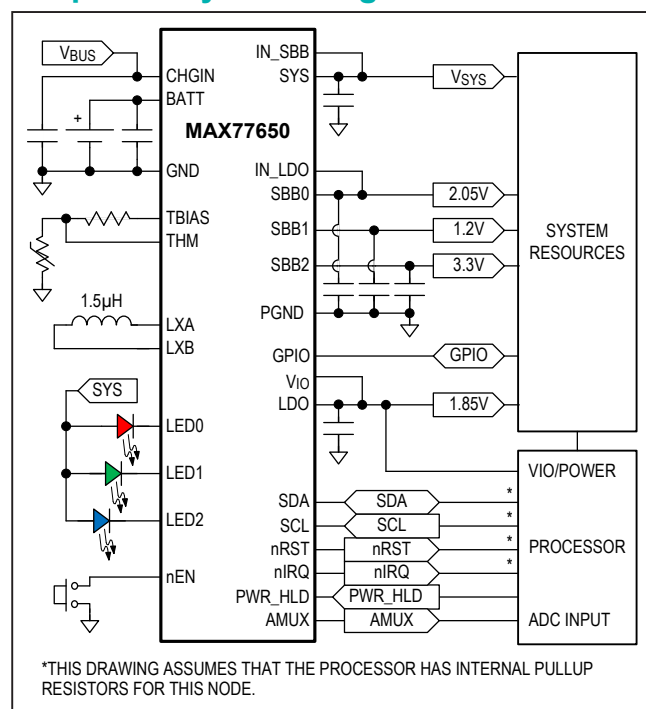 VBUS
CHGIN
BATT
+
MAX77650
GND
TBIAS
THM
1.5µH
LXA
LXB
SYS
LED0
LED1
LED2
nEN
IN_SBB
SYS
VSYS
IN_LDO
SBB0
2.05V
SBB1
1.2V
SBB2
3.3V
PGND
GPIO
GPIO
VIO
LDO
1.85V
SYSTEM
RESOURCES
VIO/POWER
SDA
SDA
*
SCL
SCL
*
nRST
nRST
*
PROCESSOR
nIRQ
nIRQ
*
PWR_HLD
PWR_HLD
AMUX
AMUX
ADC INPUT
*THIS DRAWING ASSUMES THAT THE PROCESSOR HAS INTERNAL PULLUP
RESISTORS FOR THIS NODE.